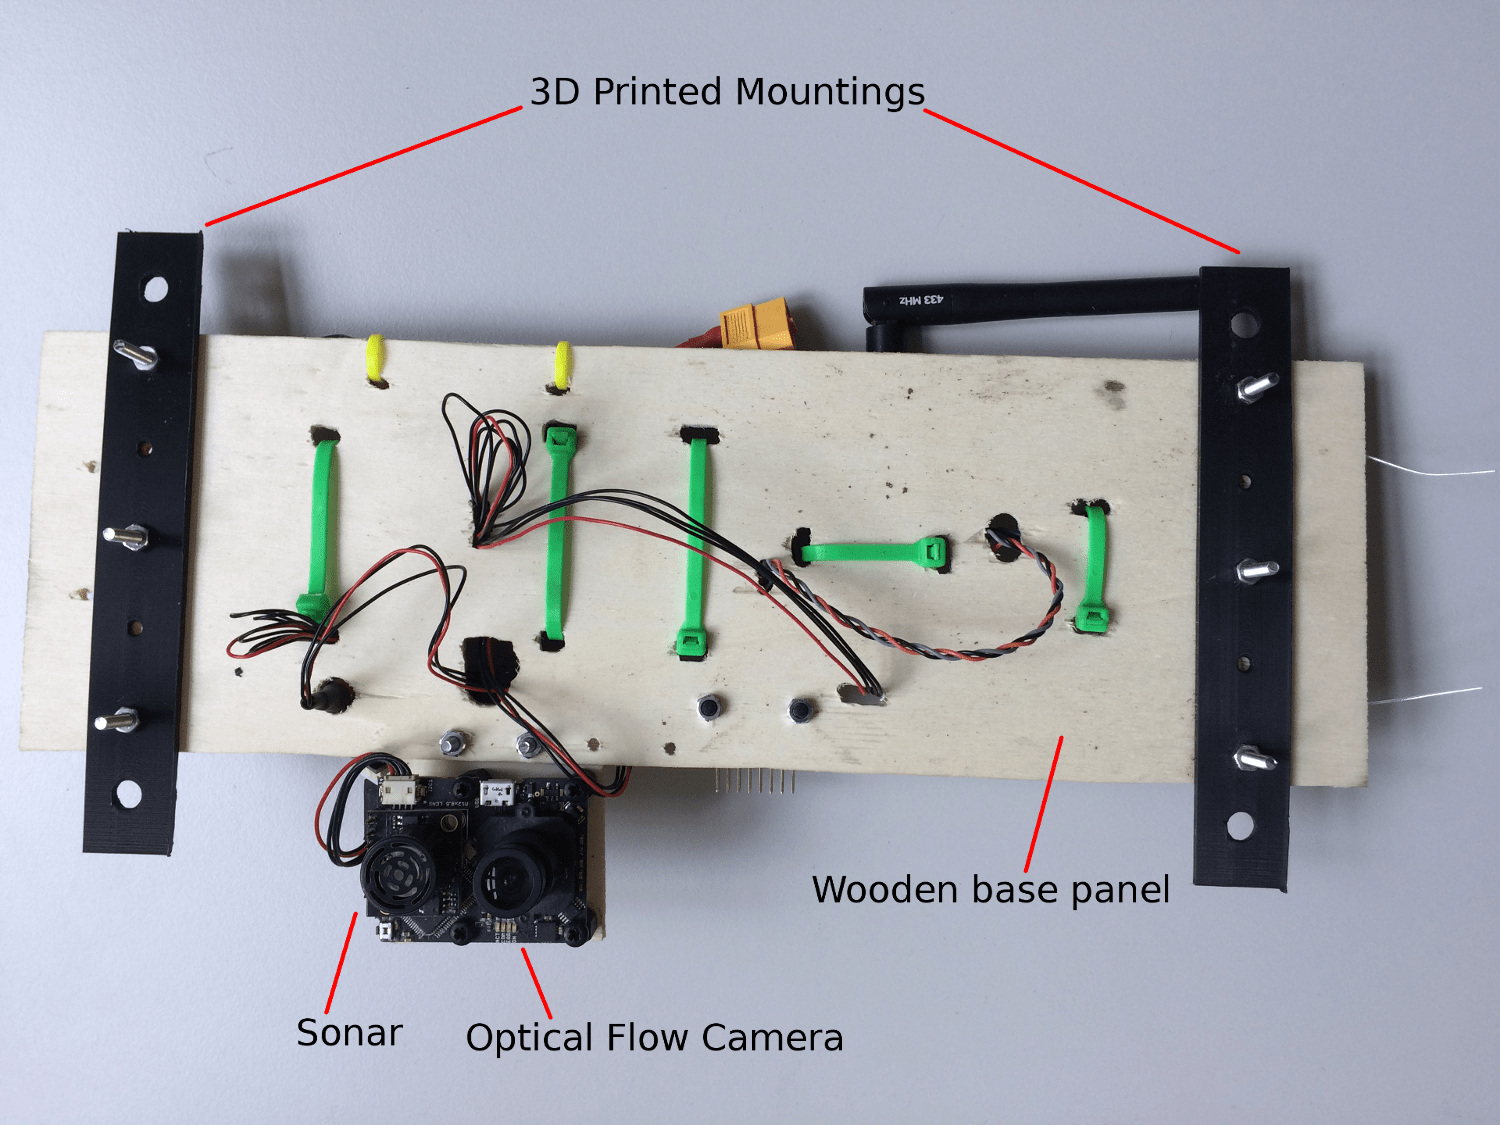 3D Printed Mountings
433 MHz
Wooden base panel
Sonar
Optical Flow Camera